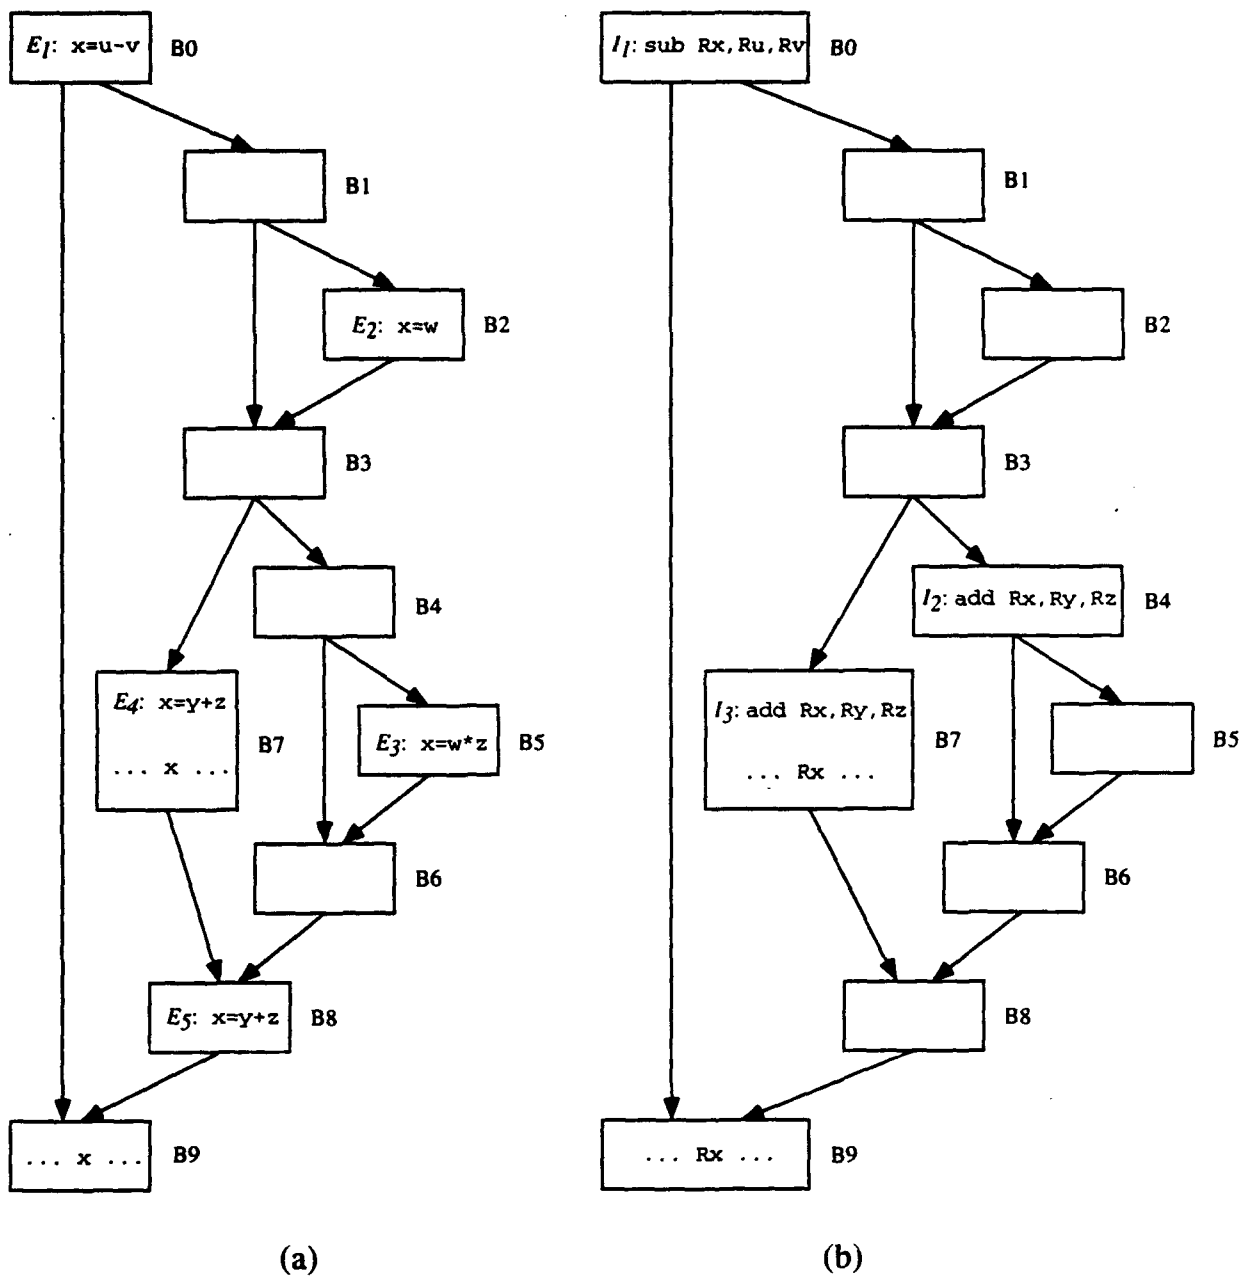 E1: x=u-v B0
B1
E2: x=w B2
B3
B4
E4: x=y+z
... x ...
B7
E3: x=w*z B5
B6
E5: x=y+z B8
... x ... B9
(a)
I1: sub Rx,Ru,Rv B0
B1
B2
B3
I2: add Rx,Ry,Rz B4
I3: add Rx,Ry,Rz
... Rx ...
B7
B5
B6
B8
... Rx ... B9
(b)